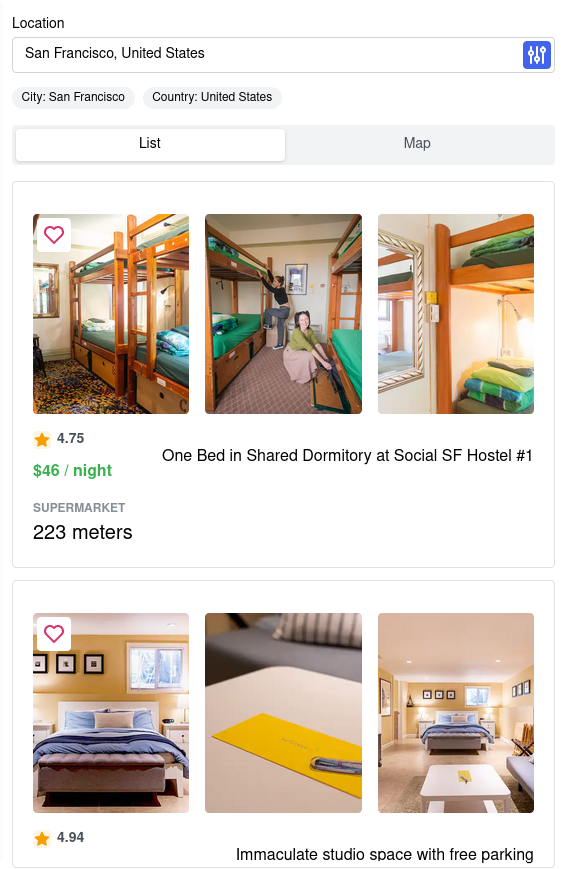 Location
San Francisco, United States
City: San Francisco
Country: United States
List
Map
4.75
$46 / night
One Bed in Shared Dormitory at Social SF Hostel #1
SUPERMARKET
223 meters
4.94
Immaculate studio space with free parking